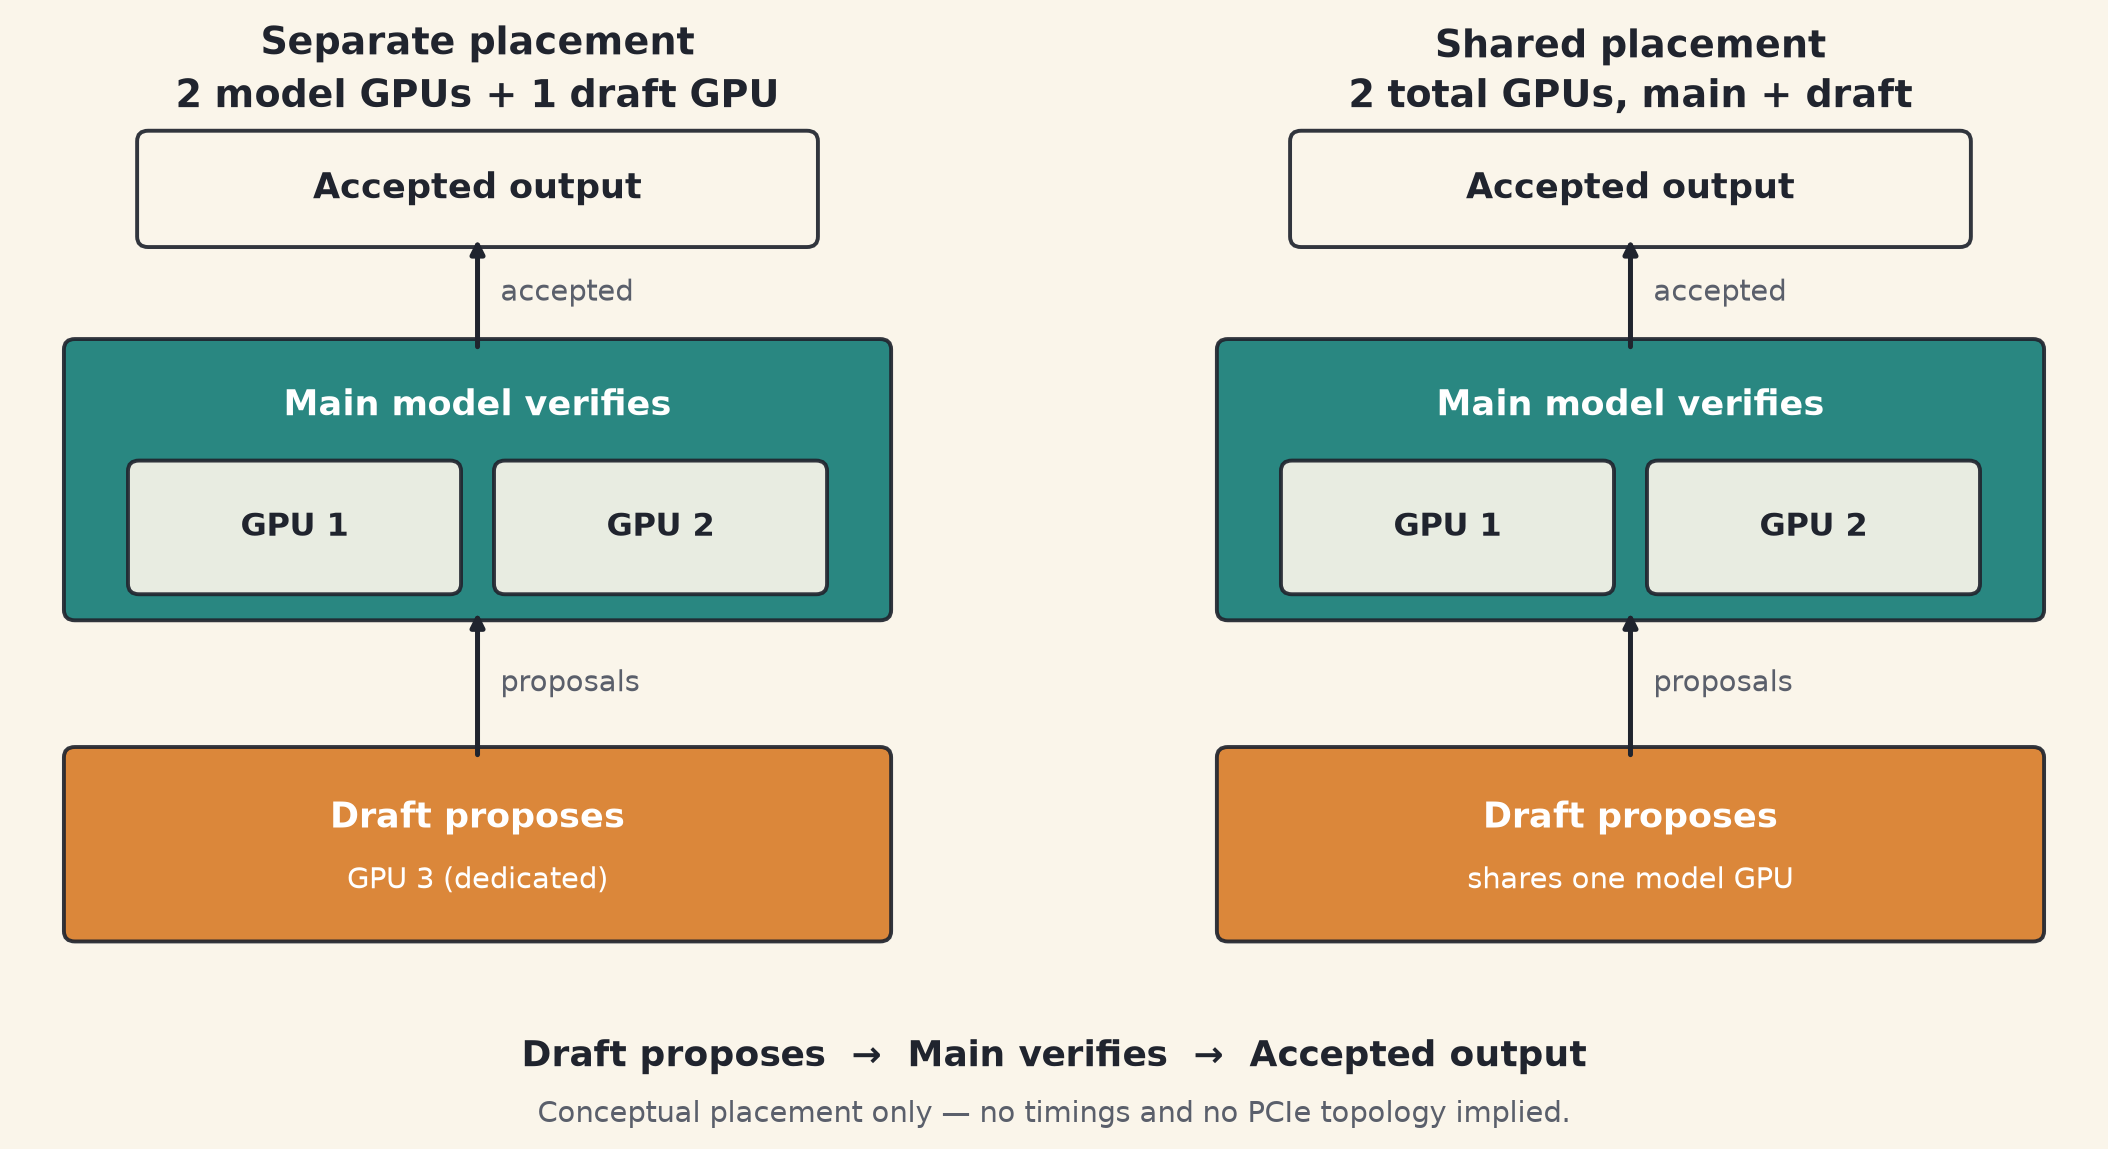 Separate placement
2 model GPUs + 1 draft GPU
Accepted output
accepted
Main model verifies
GPU 1
GPU 2
proposals
Draft proposes
GPU 3 (dedicated)
Shared placement
2 total GPUs, main + draft
Accepted output
accepted
Main model verifies
GPU 1
GPU 2
proposals
Draft proposes
shares one model GPU
Draft proposes → Main verifies → Accepted output
Conceptual placement only — no timings and no PCIe topology implied.